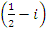 (1/2 − i)